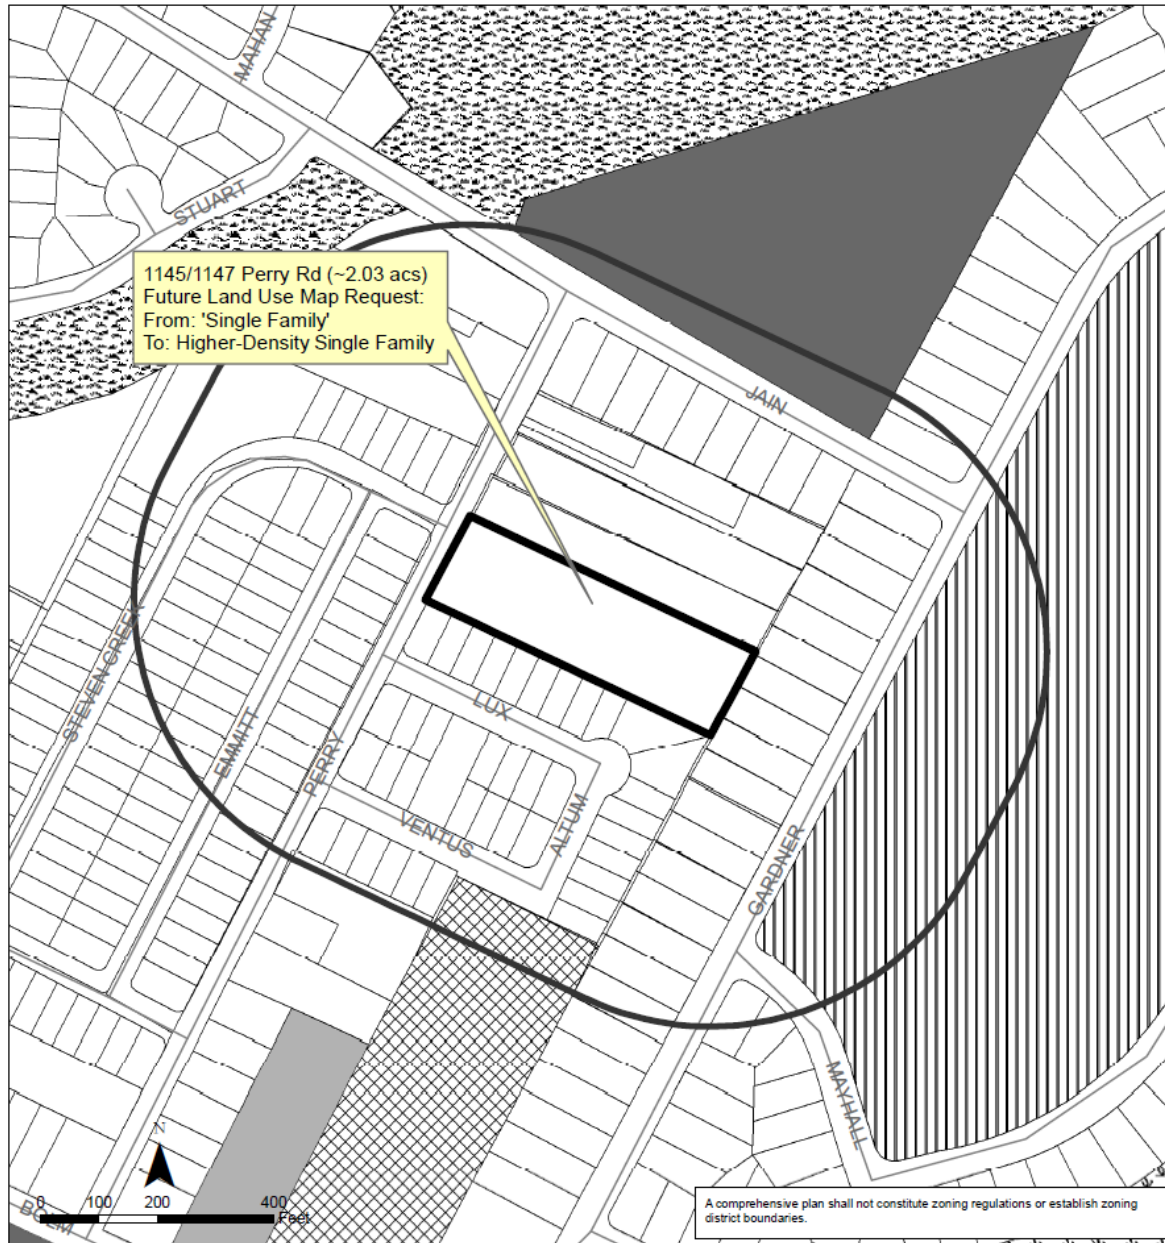 MAHAN
STUART
1145/1147 Perry Rd (~2.03 acs)
Future Land Use Map Request:
From: 'Single Family'
To: Higher-Density Single Family
JAIN
STEVEN CREEK
EMMITT
PERRY
LUX
VENTUS
ALTUM
GARDNER
MAYHALL
N
0 100 200 400
Feet
BOEM
A comprehensive plan shall not constitute zoning regulations or establish zoning
district boundaries.